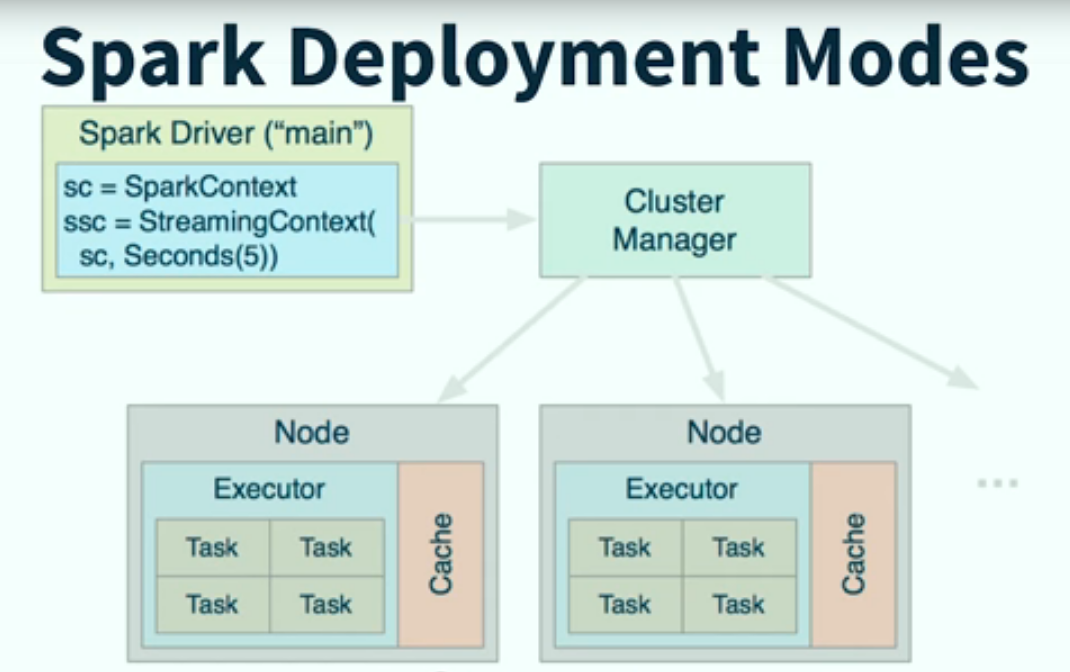 Spark Deployment Modes
Spark Driver (“main”)
sc = SparkContext
ssc = StreamingContext(
sc, Seconds(5))
Cluster
Manager
Node
Executor
Task Task
Task Task
Cache
Node
Executor
Task Task
Task Task
Cache
...